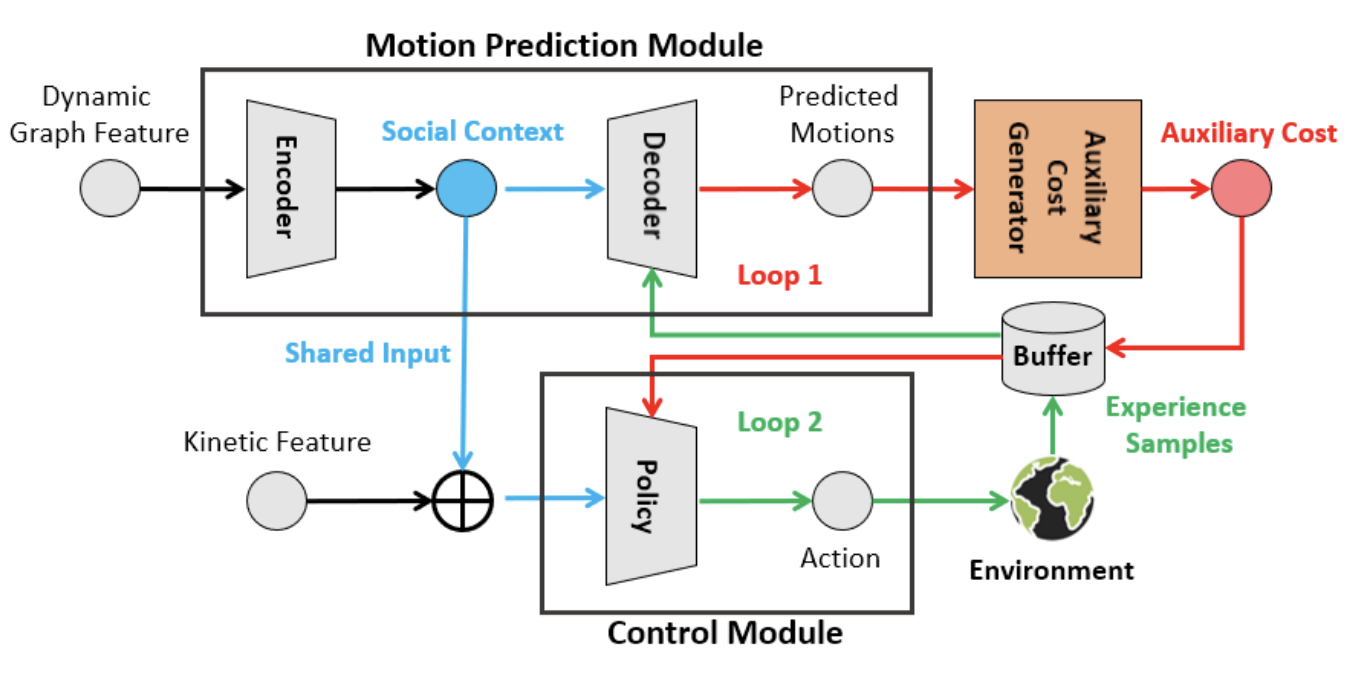 Motion Prediction Module
Dynamic
Graph Feature
Encoder
Social Context
Decoder
Predicted
Motions
Auxiliary
Cost
Generator
Auxiliary Cost
Loop 1
Shared Input
Buffer
Experience
Samples
Kinetic Feature
Policy
Loop 2
Action
Environment
Control Module